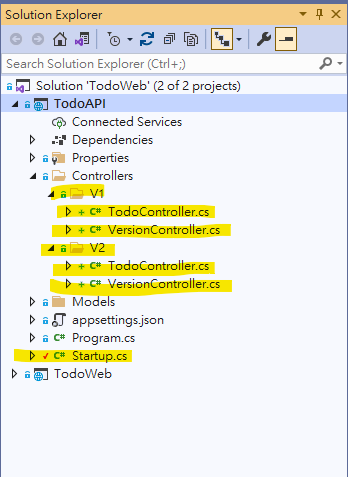 Solution Explorer
Search Solution Explorer (Ctrl+;)
Solution 'TodoWeb' (2 of 2 projects)
TodoAPI
Connected Services
Dependencies
Properties
Controllers
V1
C# TodoController.cs
C# VersionController.cs
V2
C# TodoController.cs
C# VersionController.cs
Models
appsettings.json
C# Program.cs
C# Startup.cs
TodoWeb